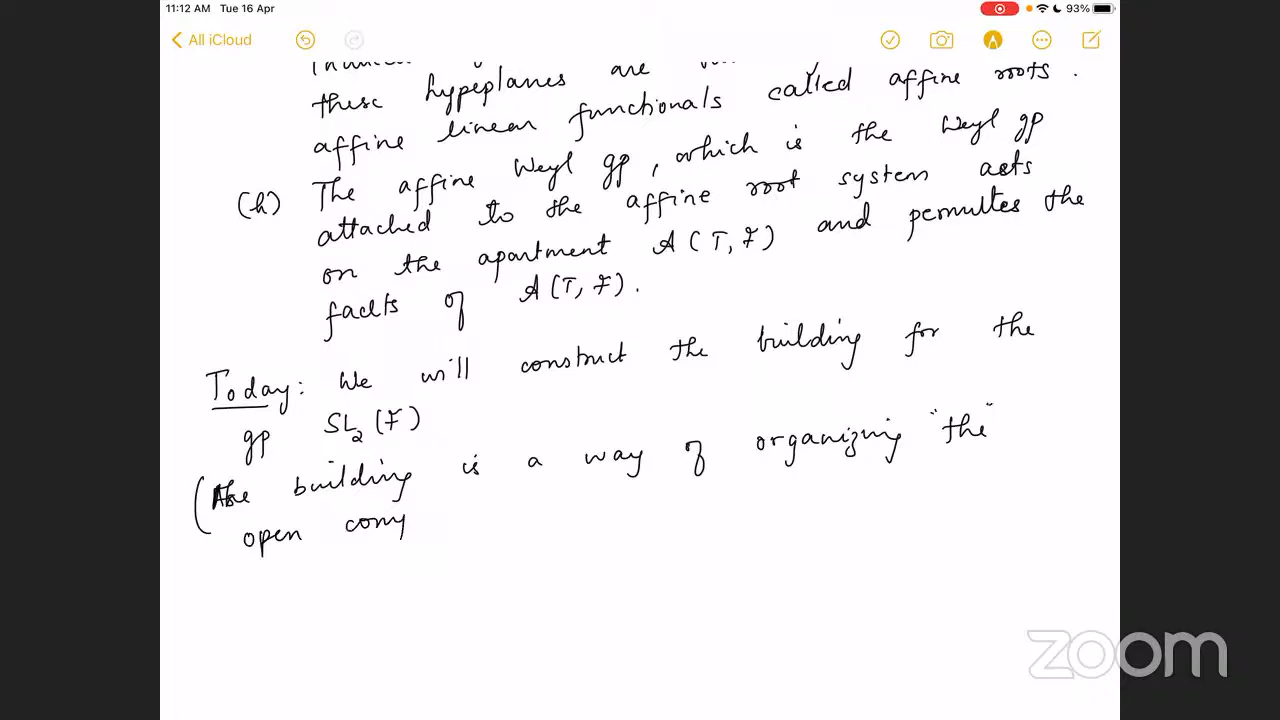 11:12 AM Tue 16 Apr
93%
All iCloud
these hypeplanes are
affine linear functionals called affine roots.
(h) The affine Weyl gp, which is the Weyl gp
attached to the affine root system acts
on the apartment A(T, F) and permutes the
facets of A(T, F).
Today: We will construct the building for the
gp SL2(F)
(The building is a way of organizing "the"
open comp
zoom